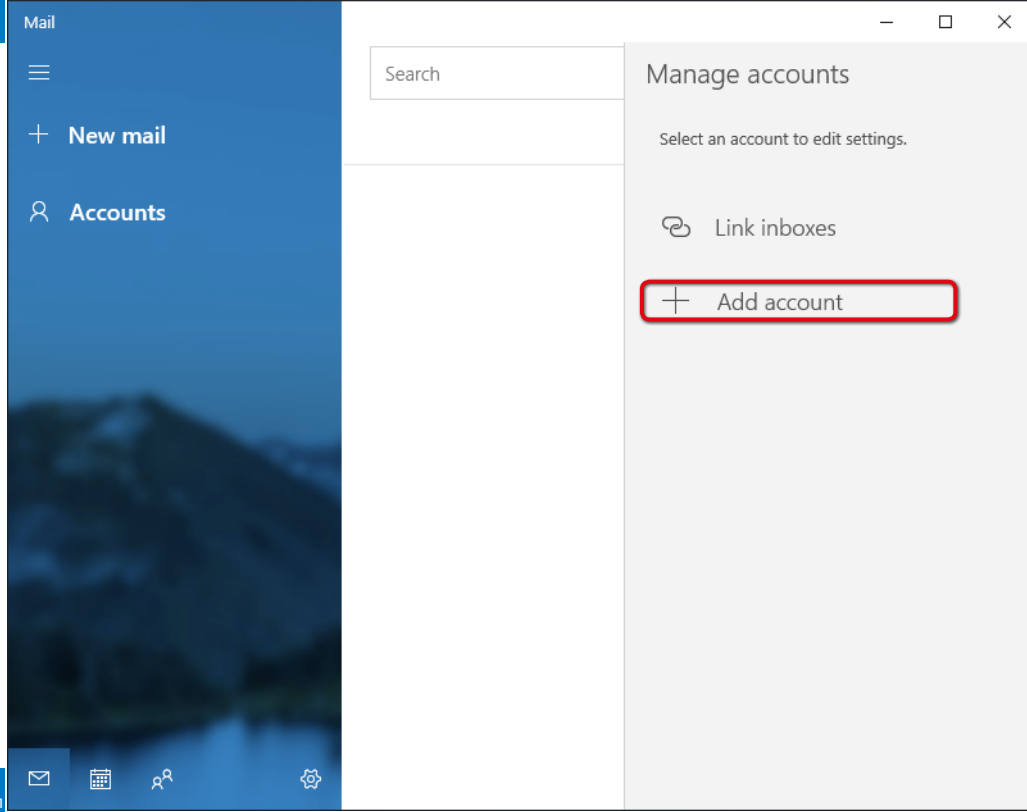 Mail
New mail
Accounts
Search
Manage accounts
Select an account to edit settings.
Link inboxes
Add account